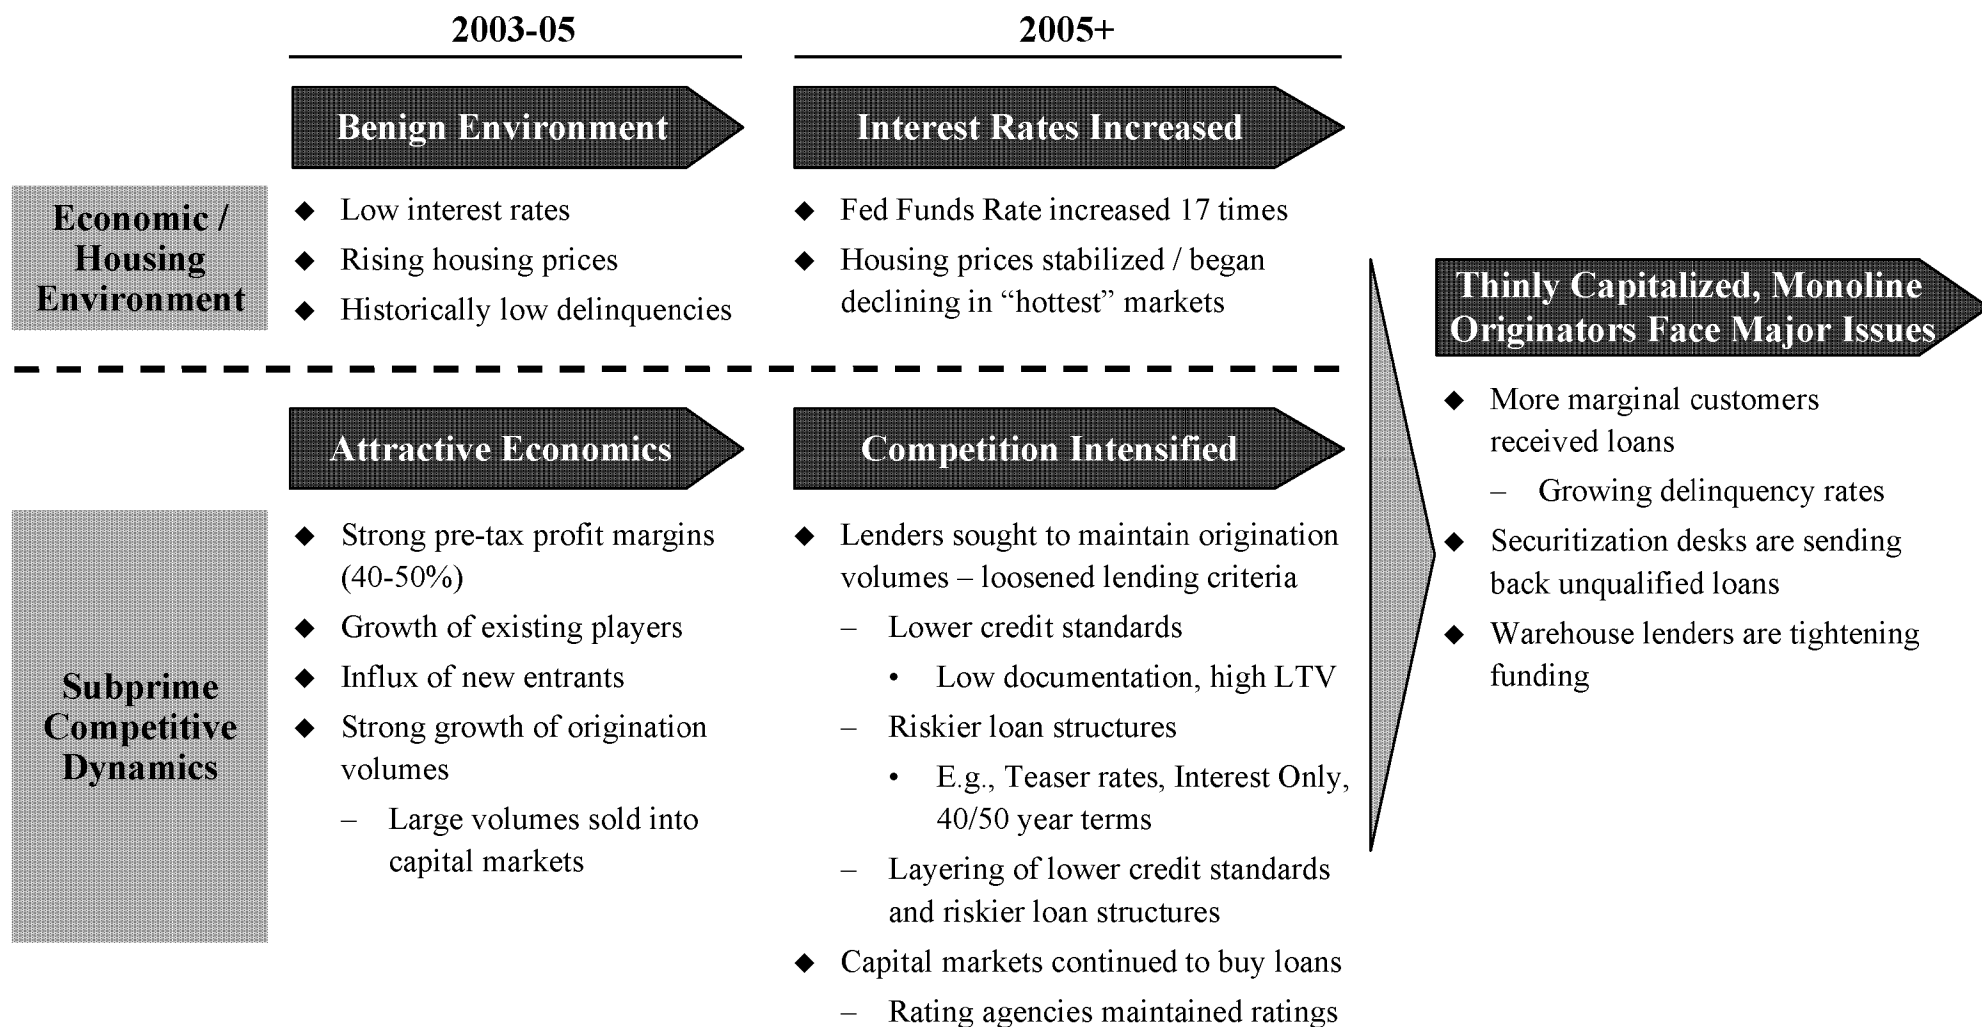 2003-05
2005+
Benign Environment
Interest Rates Increased
Economic /
Housing
Environment
◆ Low interest rates
◆ Rising housing prices
◆ Historically low delinquencies
◆ Fed Funds Rate increased 17 times
◆ Housing prices stabilized / began
declining in “hottest” markets
Attractive Economics
Competition Intensified
Subprime
Competitive
Dynamics
◆ Strong pre-tax profit margins
(40-50%)
◆ Growth of existing players
◆ Influx of new entrants
◆ Strong growth of origination
volumes
– Large volumes sold into
capital markets
◆ Lenders sought to maintain origination
volumes – loosened lending criteria
– Lower credit standards
• Low documentation, high LTV
– Riskier loan structures
• E.g., Teaser rates, Interest Only,
40/50 year terms
– Layering of lower credit standards
and riskier loan structures
◆ Capital markets continued to buy loans
– Rating agencies maintained ratings
Thinly Capitalized, Monoline
Originators Face Major Issues
◆ More marginal customers
received loans
– Growing delinquency rates
◆ Securitization desks are sending
back unqualified loans
◆ Warehouse lenders are tightening
funding